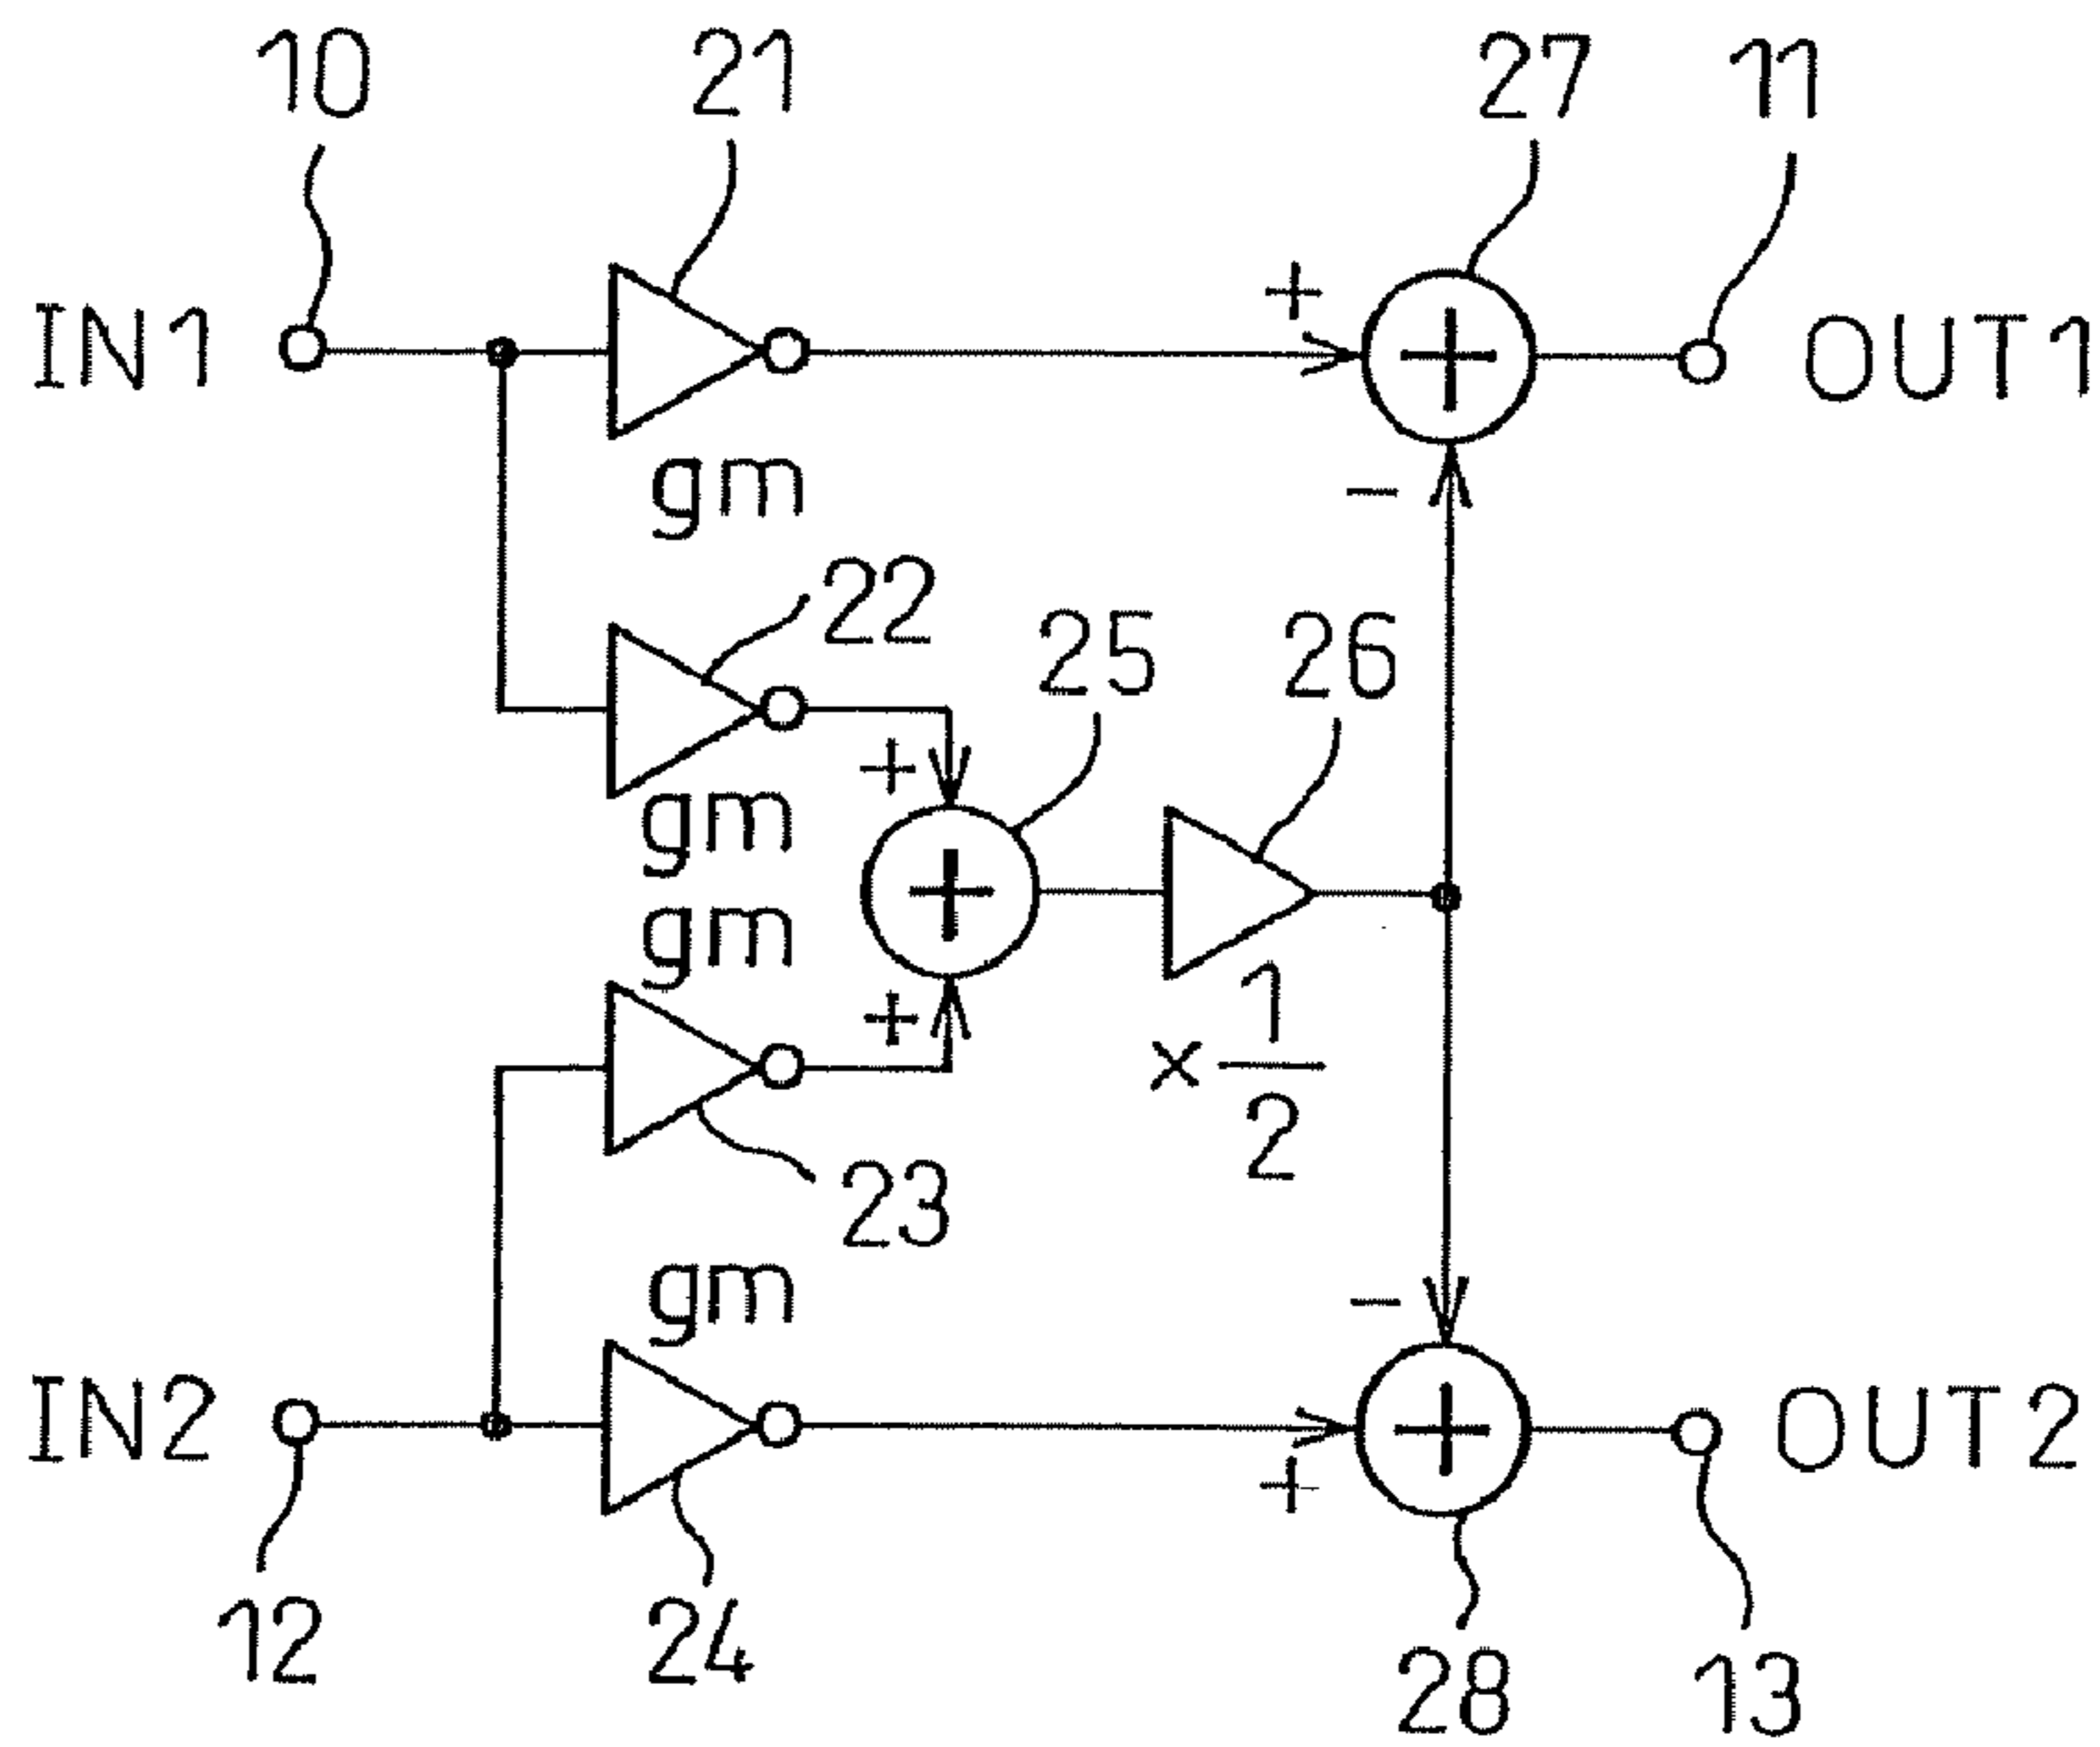 10 21 27 11
IN1 + OUT1
gm -
22 25 26
+
gm
gm
+ × 1/2
23
gm -
IN2 OUT2
+
12 24 28 13